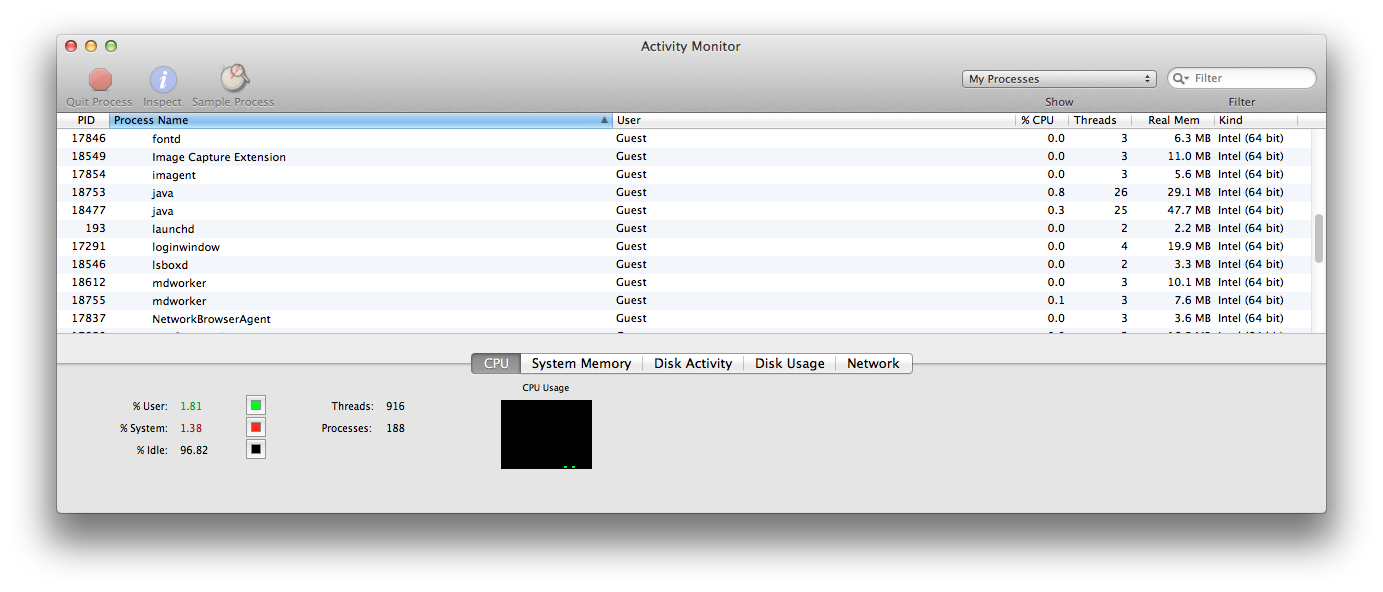 Activity Monitor
Quit Process Inspect Sample Process My Processes Filter
Show Filter
PID Process Name User % CPU Threads Real Mem Kind
17846 fontd Guest 0.0 3 6.3 MB Intel (64 bit)
18549 Image Capture Extension Guest 0.0 3 11.0 MB Intel (64 bit)
17854 imagent Guest 0.0 3 5.6 MB Intel (64 bit)
18753 java Guest 0.8 26 29.1 MB Intel (64 bit)
18477 java Guest 0.3 25 47.7 MB Intel (64 bit)
193 launchd Guest 0.0 2 2.2 MB Intel (64 bit)
17291 loginwindow Guest 0.0 4 19.9 MB Intel (64 bit)
18546 lsboxd Guest 0.0 2 3.3 MB Intel (64 bit)
18612 mdworker Guest 0.0 3 10.1 MB Intel (64 bit)
18755 mdworker Guest 0.1 3 7.6 MB Intel (64 bit)
17837 NetworkBrowserAgent Guest 0.0 3 3.6 MB Intel (64 bit)
CPU System Memory Disk Activity Disk Usage Network
CPU Usage
% User: 1.81 Threads: 916
% System: 1.38 Processes: 188
% Idle: 96.82